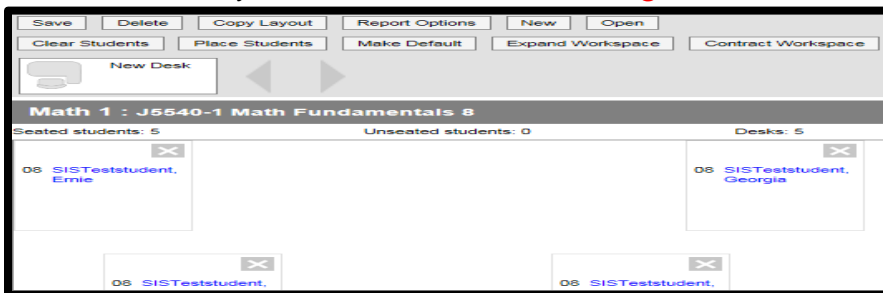 Save Delete Copy Layout Report Options New Open
Clear Students Place Students Make Default Expand Workspace Contract Workspace
New Desk
Math 1 : J5540-1 Math Fundamentals 8
Seated students: 5 Unseated students: 0 Desks: 5
08 SISTeststudent, Ernie
08 SISTeststudent, Georgia
08 SISTeststudent,
08 SISTeststudent,